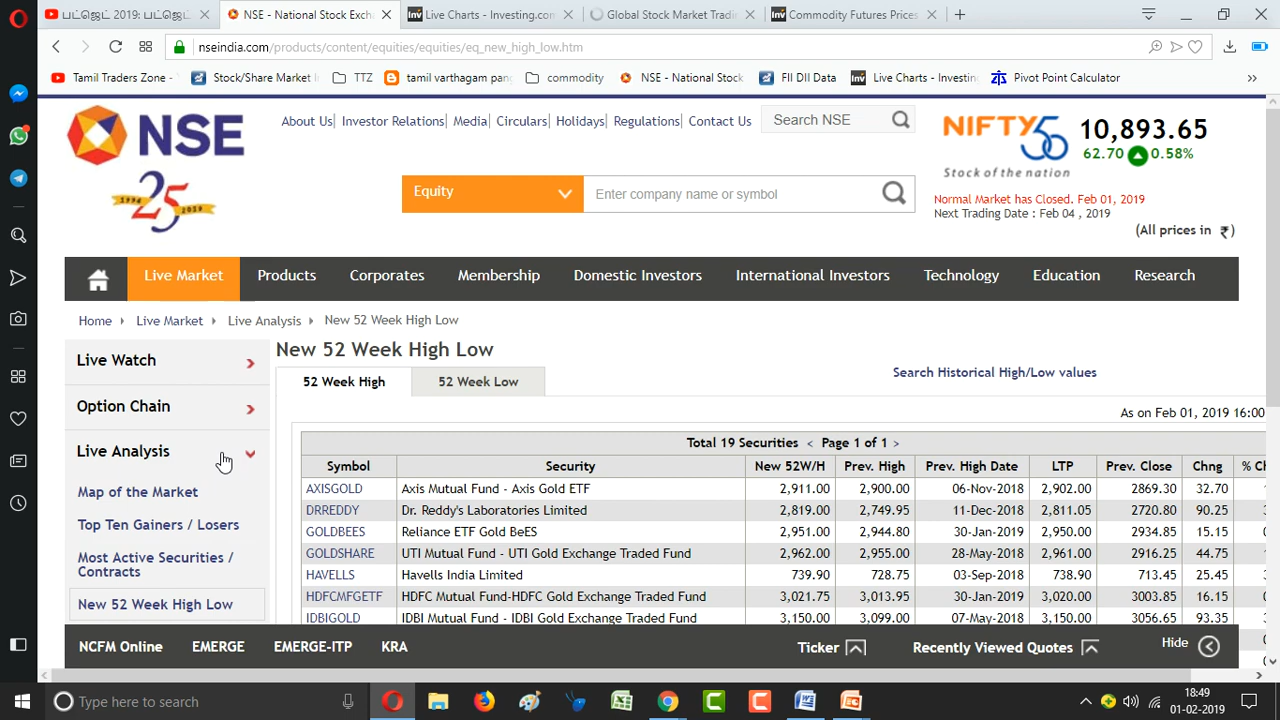 பட்ஜெட் 2019: பட்ஜெ
NSE - National Stock Exch
Live Charts - Investing.con
Global Stock Market Tradi
Commodity Futures Prices
nseindia.com/products/content/equities/equities/eq_new_high_low.htm
Tamil Traders Zone -
Stock/Share Market I
TTZ
tamil varthagam pan
commodity
NSE - National Stock
FII DII Data
Live Charts - Investin
Pivot Point Calculator
NSE
1994 25 2019
About Us| Investor Relations| Media| Circulars| Holidays| Regulations| Contact Us
Search NSE
Equity
Enter company name or symbol
NIFTY50
Stock of the nation
10,893.65
62.70 0.58%
Normal Market has Closed. Feb 01, 2019
Next Trading Date : Feb 04 , 2019
(All prices in ₹)
Live Market Products Corporates Membership Domestic Investors International Investors Technology Education Research
Home Live Market Live Analysis New 52 Week High Low
Live Watch
Option Chain
Live Analysis
Map of the Market
Top Ten Gainers / Losers
Most Active Securities /
Contracts
New 52 Week High Low
New 52 Week High Low
52 Week High 52 Week Low
Search Historical High/Low values
As on Feb 01, 2019 16:00
Total 19 Securities < Page 1 of 1 >
Symbol Security New 52W/H Prev. High Prev. High Date LTP Prev. Close Chng % C
AXISGOLD Axis Mutual Fund - Axis Gold ETF 2,911.00 2,900.00 06-Nov-2018 2,902.00 2869.30 32.70
DRREDDY Dr. Reddy's Laboratories Limited 2,819.00 2,749.95 11-Dec-2018 2,811.05 2720.80 90.25
GOLDBEES Reliance ETF Gold BeES 2,955.00 2,944.80 30-Jan-2019 2,950.00 2934.85 15.15
GOLDSHARE UTI Mutual Fund - UTI Gold Exchange Traded Fund 2,962.00 2,955.00 28-May-2018 2,961.00 2916.25 44.75
HAVELLS Havells India Limited 739.90 728.75 03-Sep-2018 738.90 713.45 25.45
HDFCMFGETF HDFC Mutual Fund-HDFC Gold Exchange Traded Fund 3,021.75 3,013.95 30-Jan-2019 3,020.00 3003.85 16.15
IDBIGOLD IDBI Mutual Fund - IDBI Gold Exchange Traded Fund 3,150.00 3,099.00 07-May-2018 3,150.00 3056.65 93.35
NCFM Online EMERGE EMERGE-ITP KRA
Ticker Recently Viewed Quotes Hide
Type here to search
18:49
01-02-2019